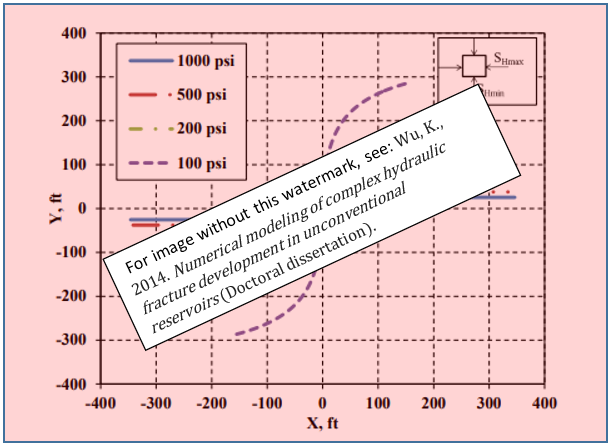 400
300
200
100
0
-100
-200
-300
-400
Y, ft
1000 psi
500 psi
200 psi
100 psi
S_Hmax
Hmin
For image without this watermark, see: Wu, K.,
2014. Numerical modeling of complex hydraulic
fracture development in unconventional
reservoirs (Doctoral dissertation).
-400 -300 -200 -100 0 100 200 300 400
X, ft